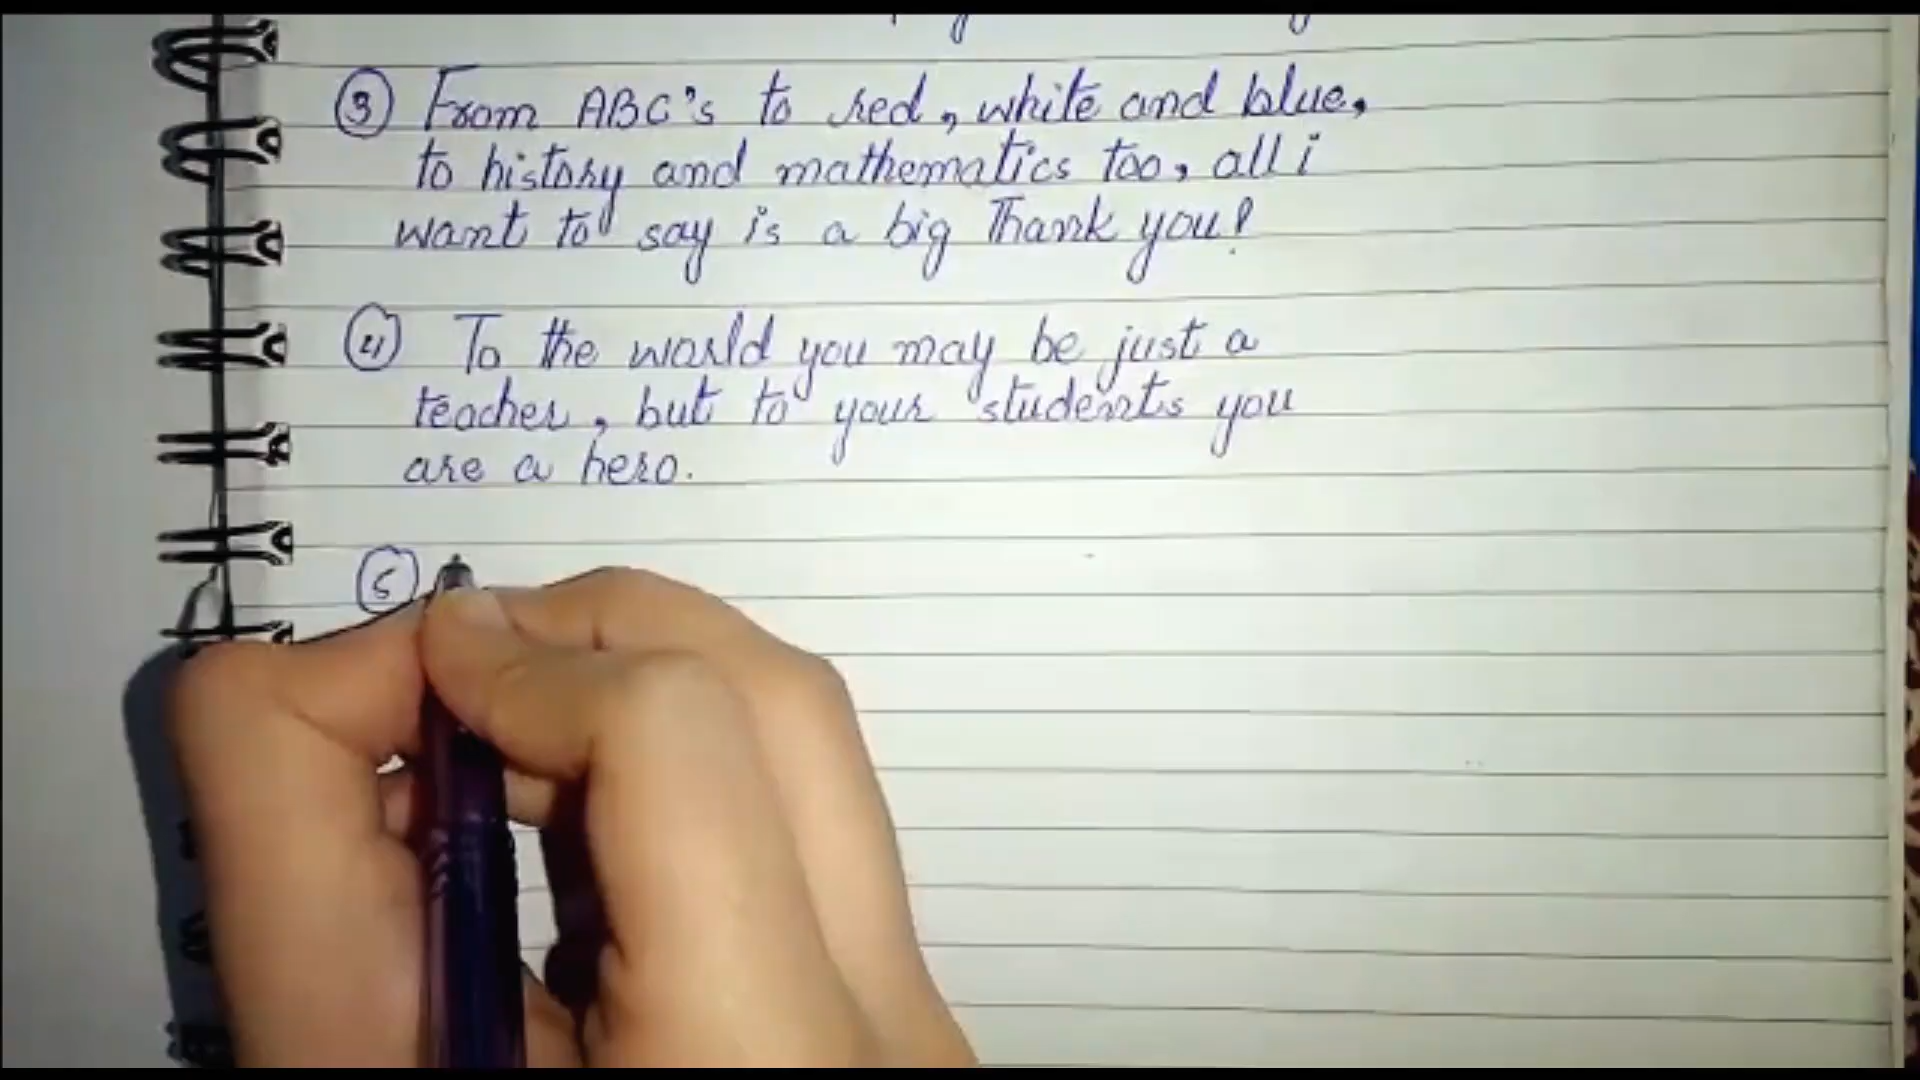 ③ From ABC's to red, white and blue,
to history and mathematics too, all i
want to say is a big Thank you!
④ To the world you may be just a
teacher, but to your students you
are a hero.
⑤